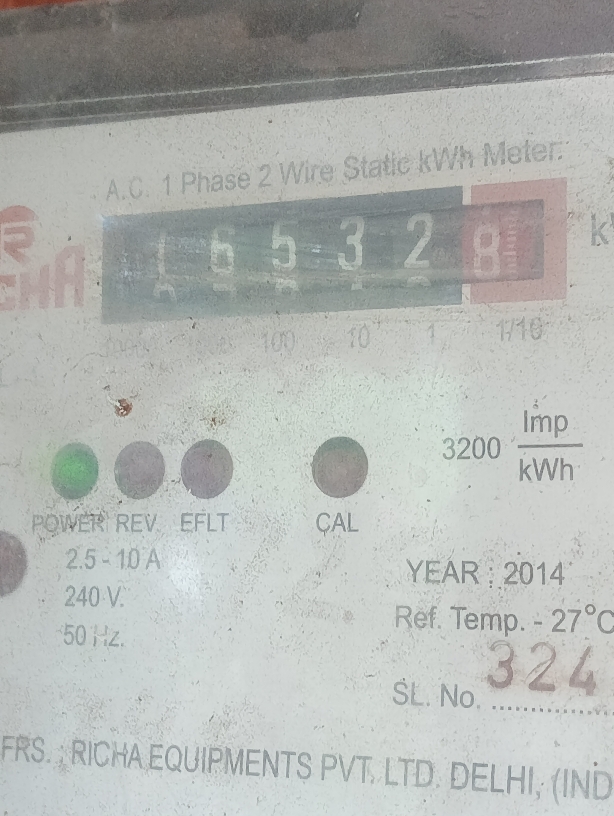 A.C. 1 Phase 2 Wire Static kWh Meter.
1 6 5 3 2 8
100 10 1 1/10
3200 Imp/kWh
POWER REV. EFLT CAL
2.5 - 10 A
240 V.
50 Hz.
YEAR : 2014
Ref. Temp. - 27°C
SL. No. 324
FRS. : RICHA EQUIPMENTS PVT. LTD. DELHI, (IND